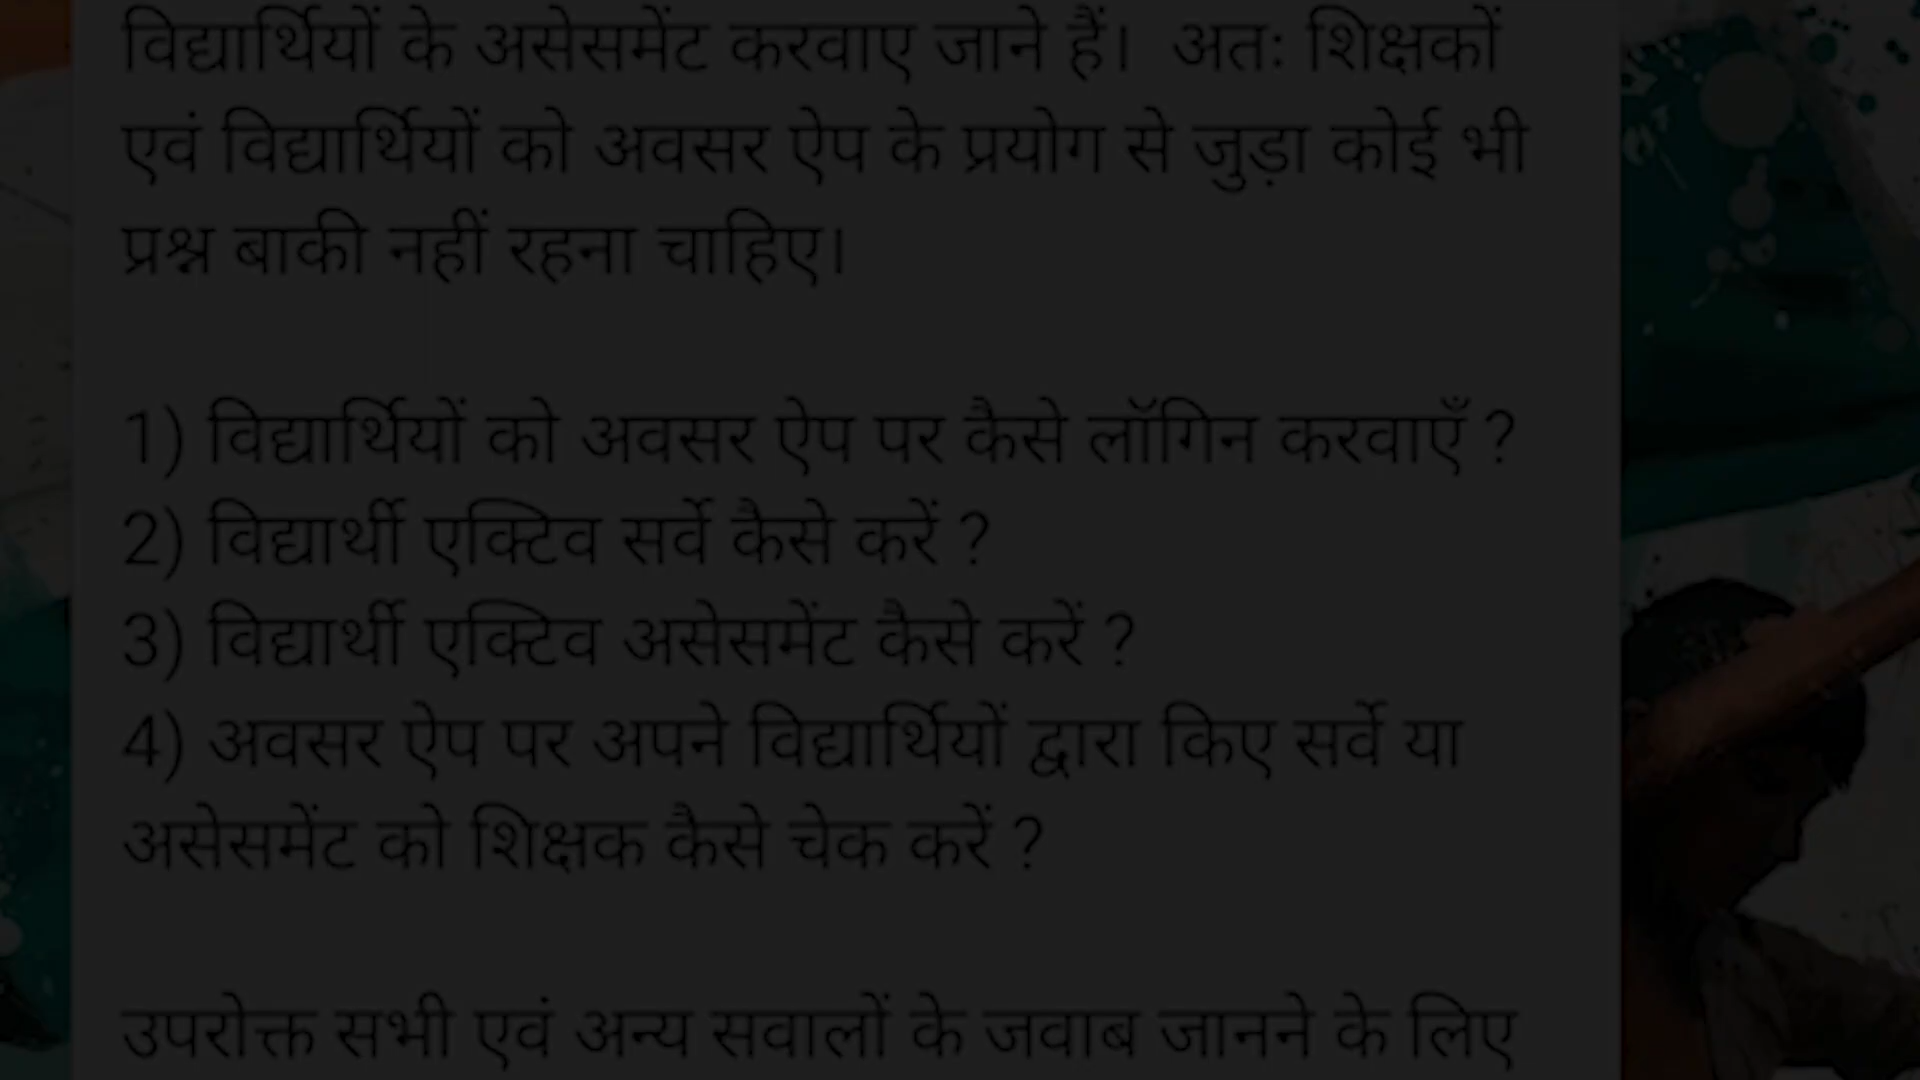 विद्यार्थियों के असेसमेंट करवाए जाने हैं। अतः शिक्षकों
एवं विद्यार्थियों को अवसर ऐप के प्रयोग से जुड़ा कोई भी
प्रश्न बाकी नहीं रहना चाहिए।
1) विद्यार्थियों को अवसर ऐप पर कैसे लॉगिन करवाएँ ?
2) विद्यार्थी एक्टिव सर्वे कैसे करें ?
3) विद्यार्थी एक्टिव असेसमेंट कैसे करें ?
4) अवसर ऐप पर अपने विद्यार्थियों द्वारा किए सर्वे या
असेसमेंट को शिक्षक कैसे चेक करें ?
उपरोक्त सभी एवं अन्य सवालों के जवाब जानने के लिए